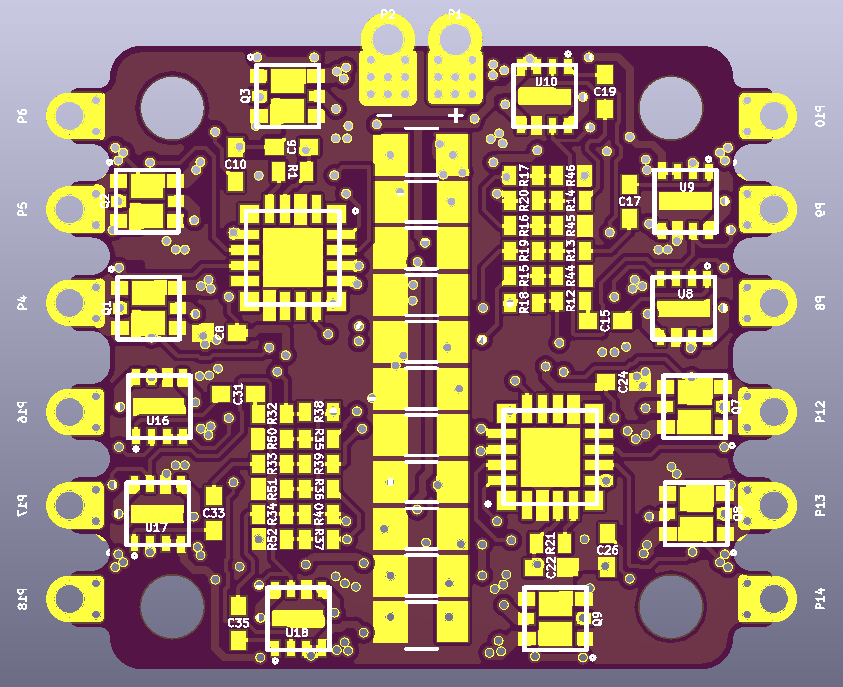 P2 P1
− +
U10
C19
Q3
P6
P10
C10 C6 R1
R17 R46
R20 R14
R16 R45
R19 R13
R15 R44
R18 R12
C17
U9
P5
Q2
P9
P4
Q1
C8
C15
U8
P8
C31
C24
U16
P16
Q7
P12
R32 R38
R50 R35
R33 R39
R51 R36
R34 R40
R52 R37
P17
U17
C33
P13
R21
C22
C26
P18
C35
U18
Q9
P14